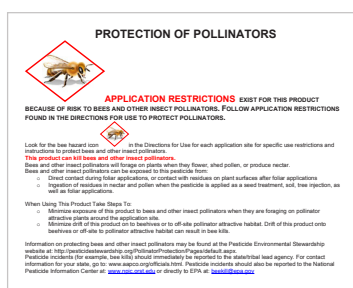 PROTECTION OF POLLINATORS
APPLICATION RESTRICTIONS EXIST FOR THIS PRODUCT
BECAUSE OF RISK TO BEES AND OTHER INSECT POLLINATORS. FOLLOW APPLICATION RESTRICTIONS
FOUND IN THE DIRECTIONS FOR USE TO PROTECT POLLINATORS.
Look for the bee hazard icon in the Directions for Use for each application site for specific use restrictions and
instructions to protect bees and other insect pollinators.
This product can kill bees and other insect pollinators.
Bees and other insect pollinators will forage on plants when they flower, shed pollen, or produce nectar.
Bees and other insect pollinators can be exposed to this pesticide from:
o Direct contact during foliar applications, or contact with residues on plant surfaces after foliar applications
o Ingestion of residues in nectar and pollen when the pesticide is applied as a seed treatment, soil, tree injection, as
well as foliar applications.
When Using This Product Take Steps To:
o Minimize exposure of this product to bees and other insect pollinators when they are foraging on pollinator
attractive plants around the application site.
o Minimize drift of this product on to beehives or to off-site pollinator attractive habitat. Drift of this product onto
beehives or off-site to pollinator attractive habitat can result in bee kills.
Information on protecting bees and other insect pollinators may be found at the Pesticide Environmental Stewardship
website at: http://pesticidestewardship.org/PollinatorProtection/Pages/default.aspx.
Pesticide incidents (for example, bee kills) should immediately be reported to the state/tribal lead agency. For contact
information for your state, go to: www.aapco.org/officials.html. Pesticide incidents should also be reported to the National
Pesticide Information Center at: www.npic.orst.edu or directly to EPA at: beekill@epa.gov